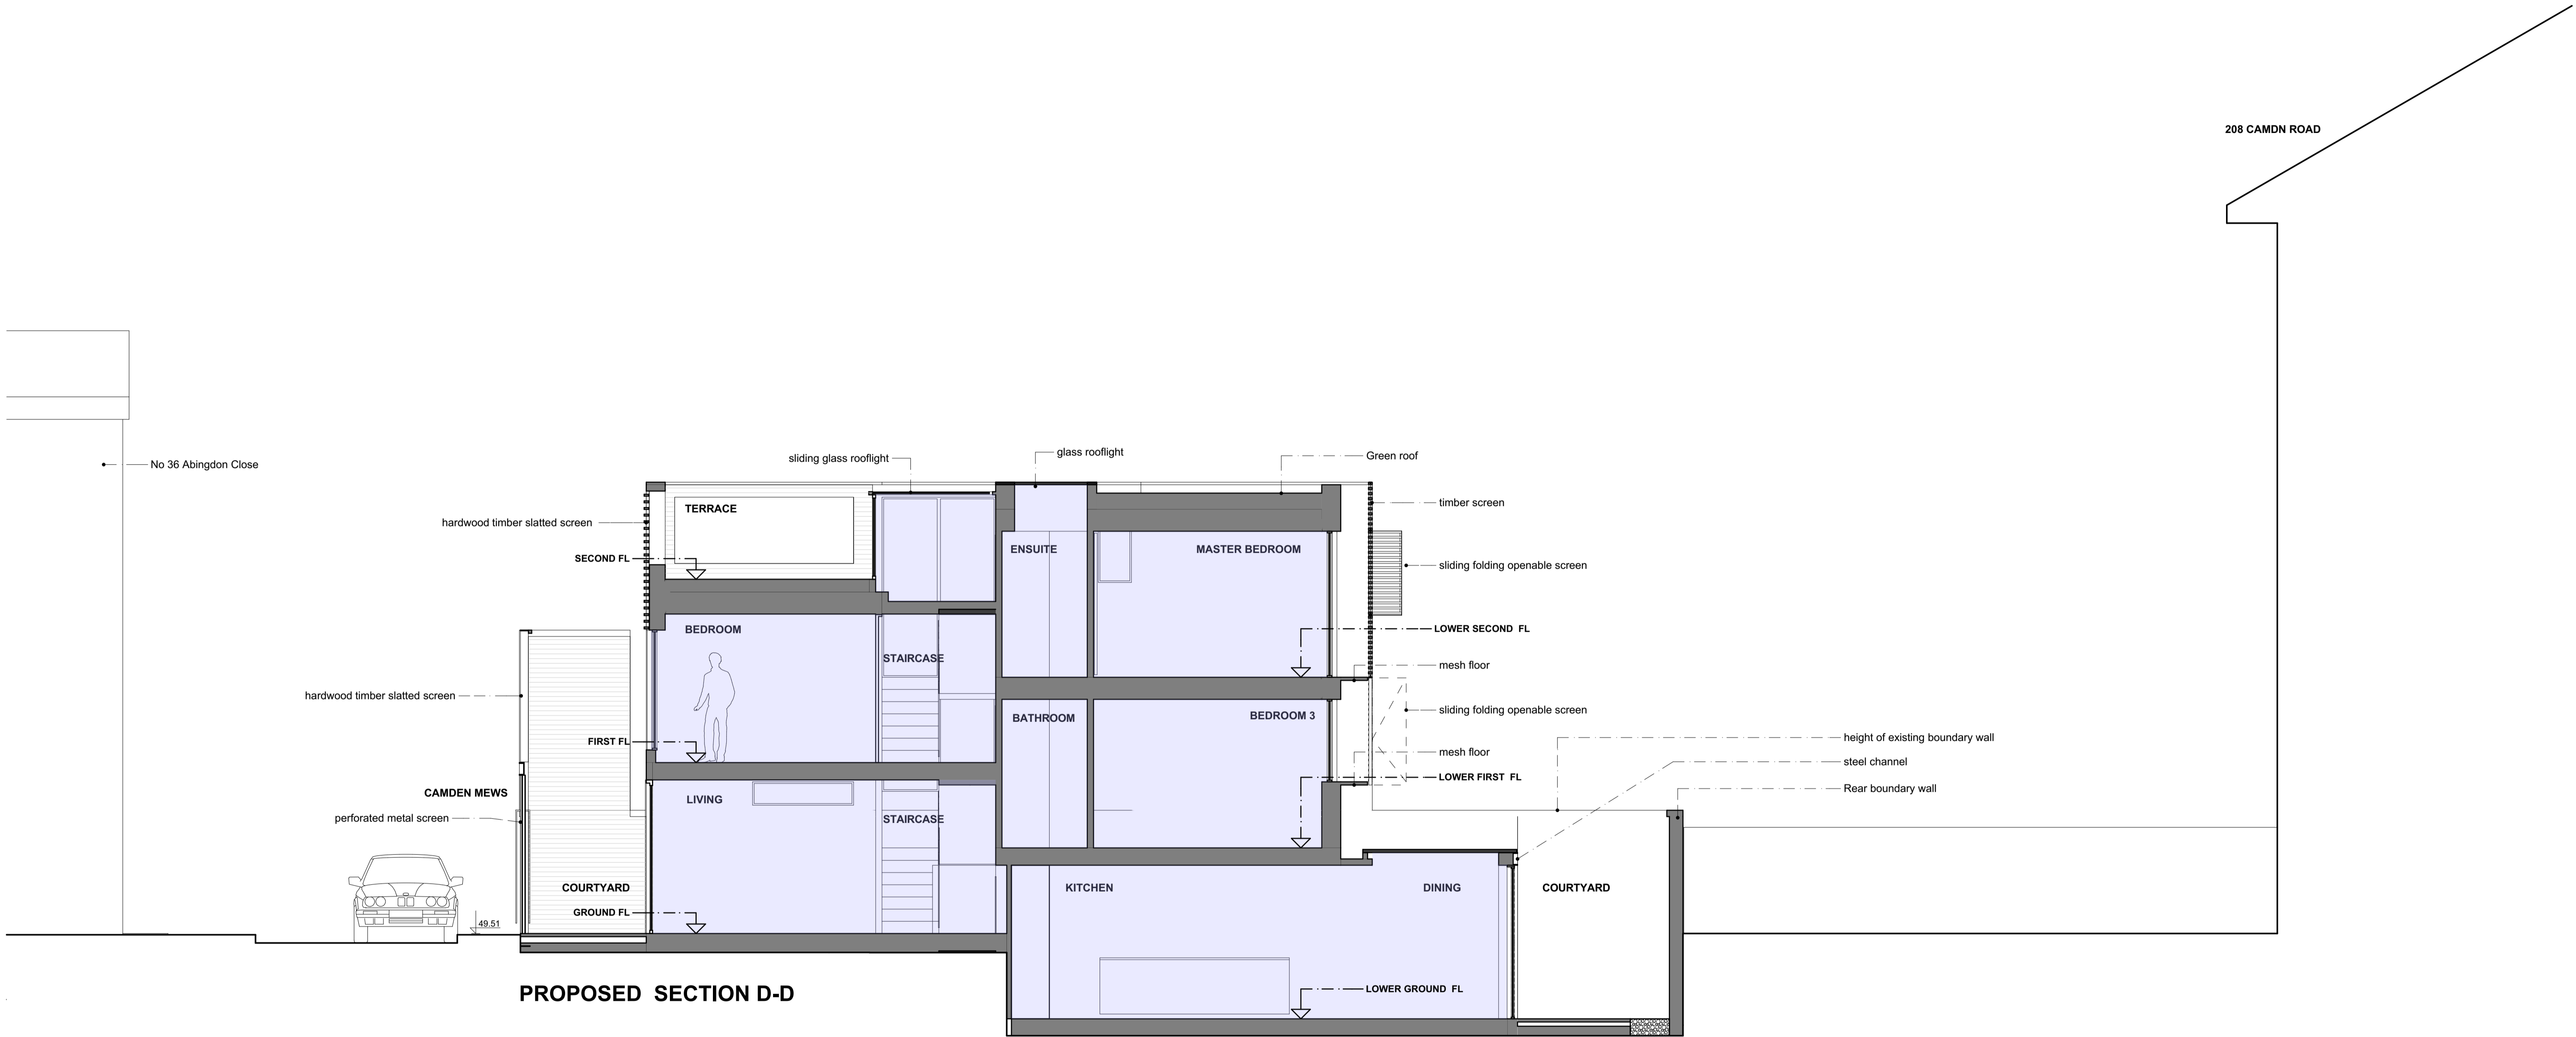 208 CAMDN ROAD
glass rooflight
Green roof
sliding glass rooflight
No 36 Abingdon Close
timber screen
TERRACE
hardwood timber slatted screen
ENSUITE
MASTER BEDROOM
SECOND FL
sliding folding openable screen
BEDROOM
LOWER SECOND FL
STAIRCASE
mesh floor
hardwood timber slatted screen
sliding folding openable screen
BATHROOM
BEDROOM 3
FIRST FL
height of existing boundary wall
mesh floor
steel channel
LOWER FIRST FL
Rear boundary wall
CAMDEN MEWS
LIVING
perforated metal screen
STAIRCASE
COURTYARD
KITCHEN
DINING
COURTYARD
GROUND FL
49.51
LOWER GROUND FL
PROPOSED SECTION D-D